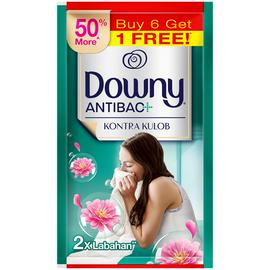 50%
More*
Buy 6 Get
1 FREE!
Downy
ANTIBAC+
KONTRA KULOB
2x Labahan**